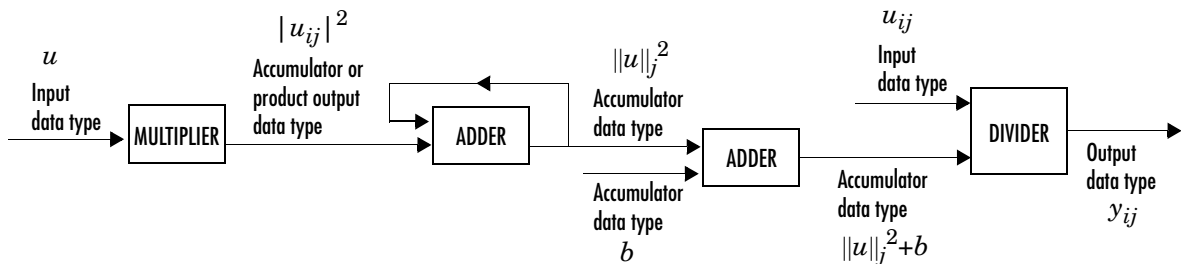 u
Input
data type
MULTIPLIER
|u_ij|^2
Accumulator or
product output
data type
ADDER
||u||_j^2
Accumulator
data type
Accumulator
data type
b
ADDER
u_ij
Input
data type
Accumulator
data type
||u||_j^2+b
DIVIDER
Output
data type
y_ij